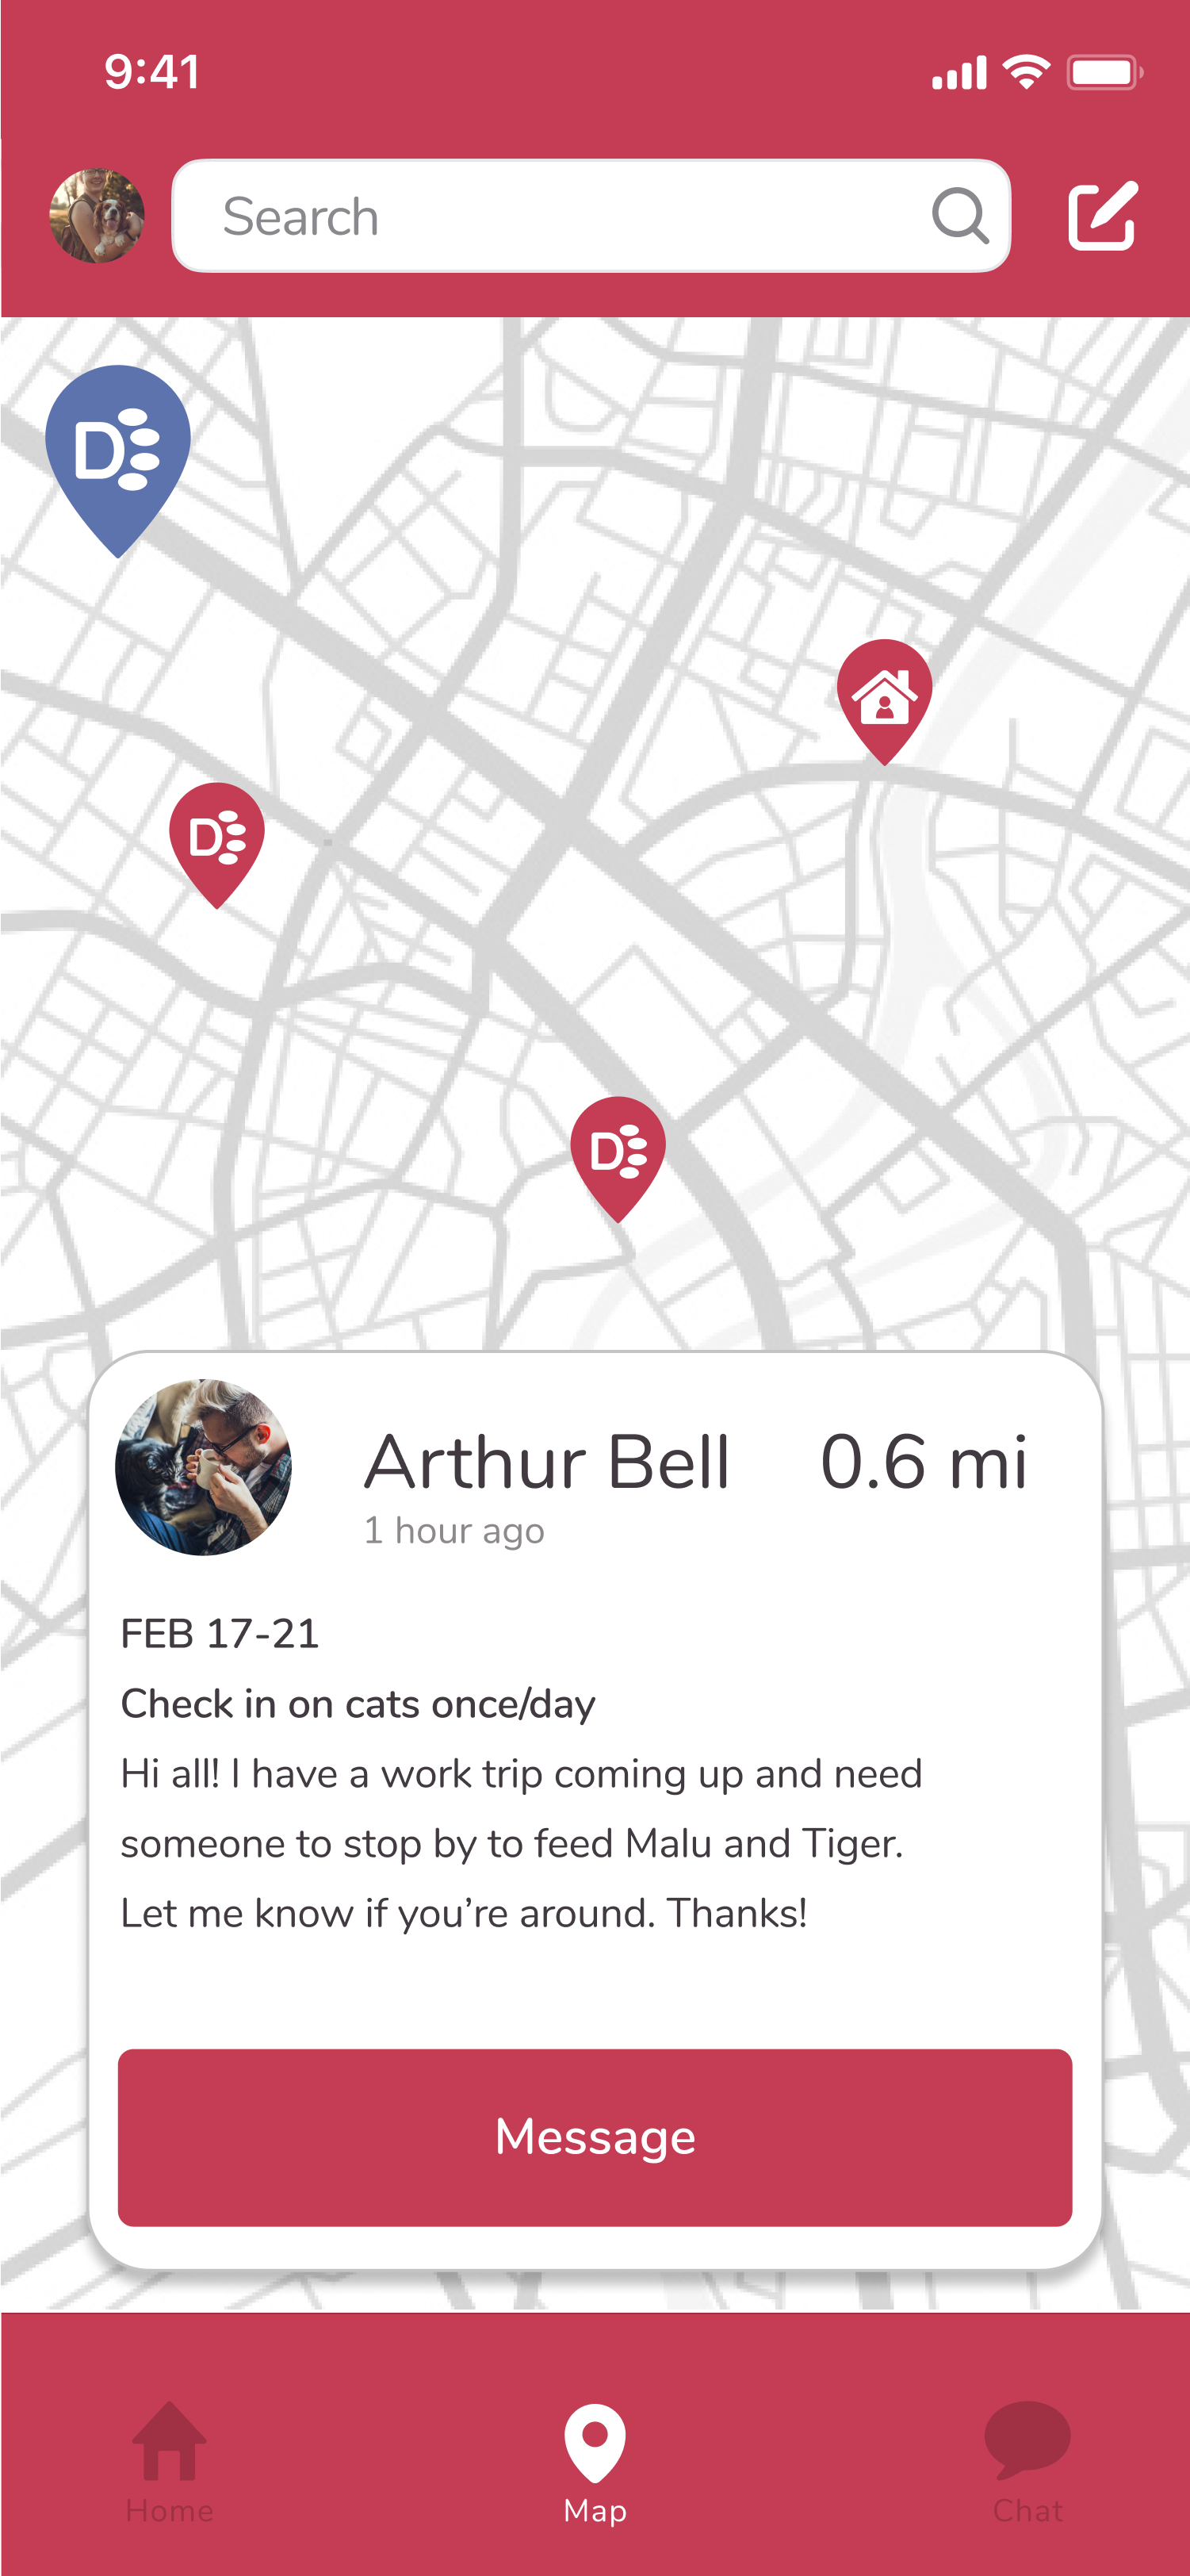 9:41
Search
D
D
D
Arthur Bell 0.6 mi
1 hour ago
FEB 17-21
Check in on cats once/day
Hi all! I have a work trip coming up and need
someone to stop by to feed Malu and Tiger.
Let me know if you’re around. Thanks!
Message
Home Map Chat